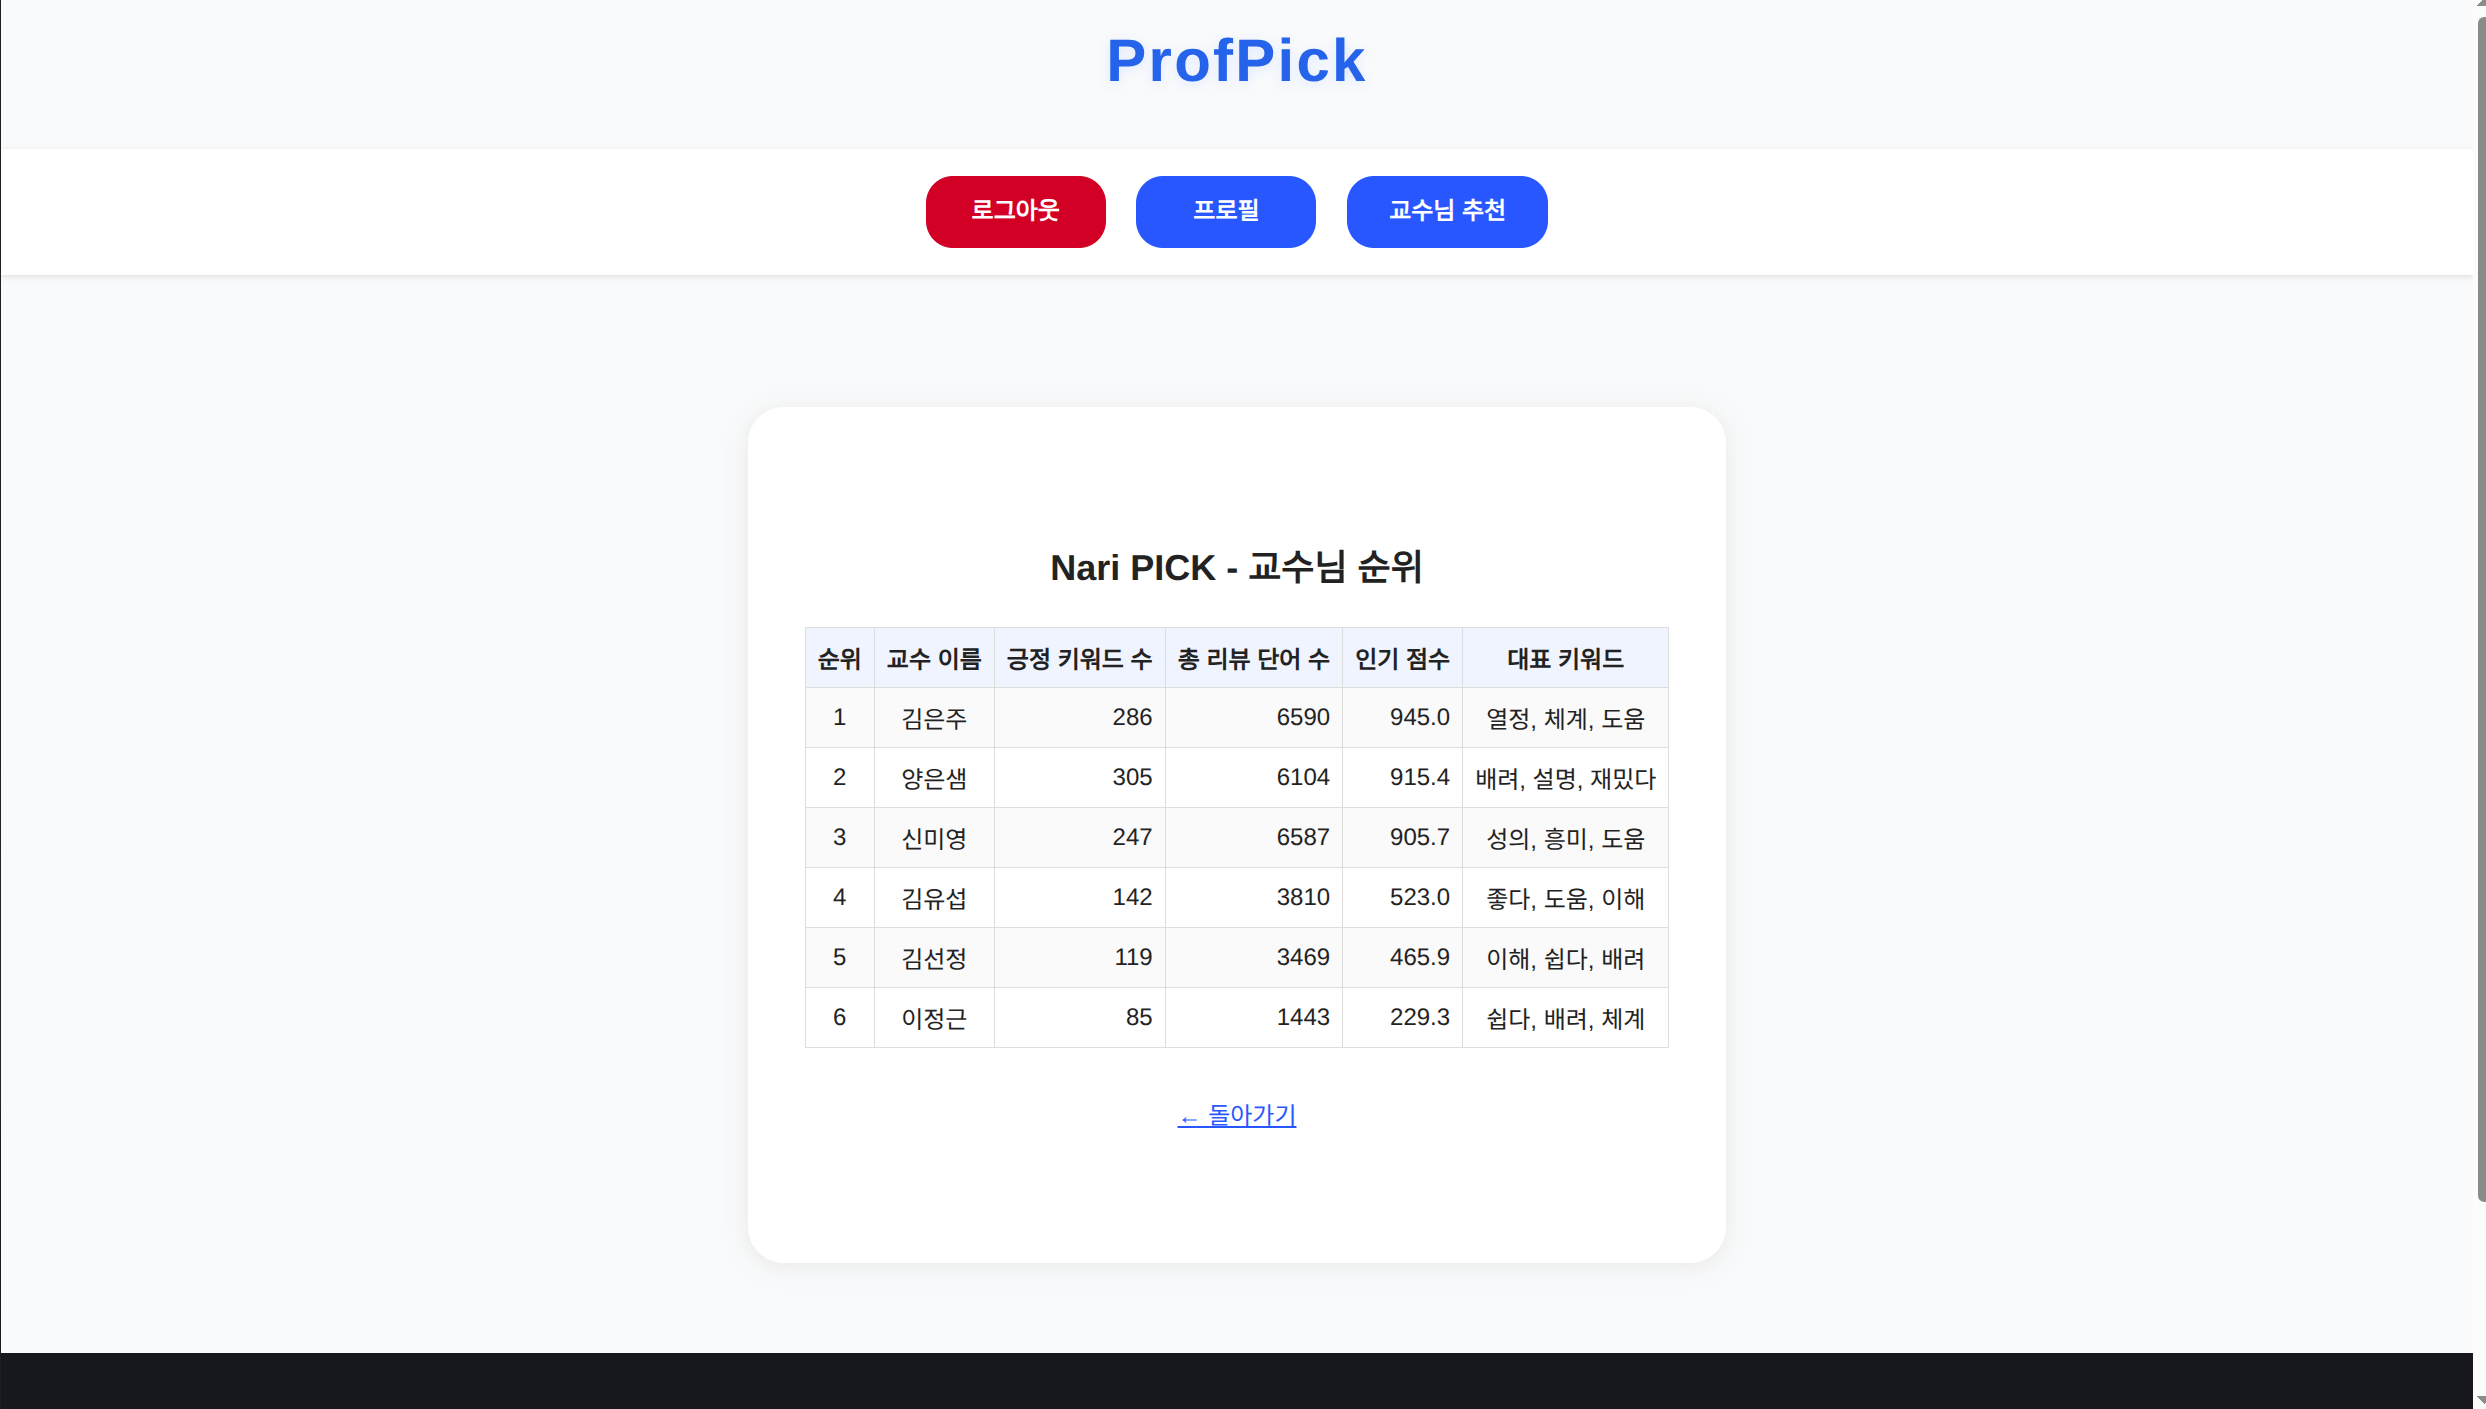 ProfPick
로그아웃 프로필 교수님 추천
Nari PICK - 교수님 순위
순위 교수 이름 긍정 키워드 수 총 리뷰 단어 수 인기 점수 대표 키워드
1 김은주 286 6590 945.0 열정, 체계, 도움
2 양은샘 305 6104 915.4 배려, 설명, 재밌다
3 신미영 247 6587 905.7 성의, 흥미, 도움
4 김유섭 142 3810 523.0 좋다, 도움, 이해
5 김선정 119 3469 465.9 이해, 쉽다, 배려
6 이정근 85 1443 229.3 쉽다, 배려, 체계
← 돌아가기